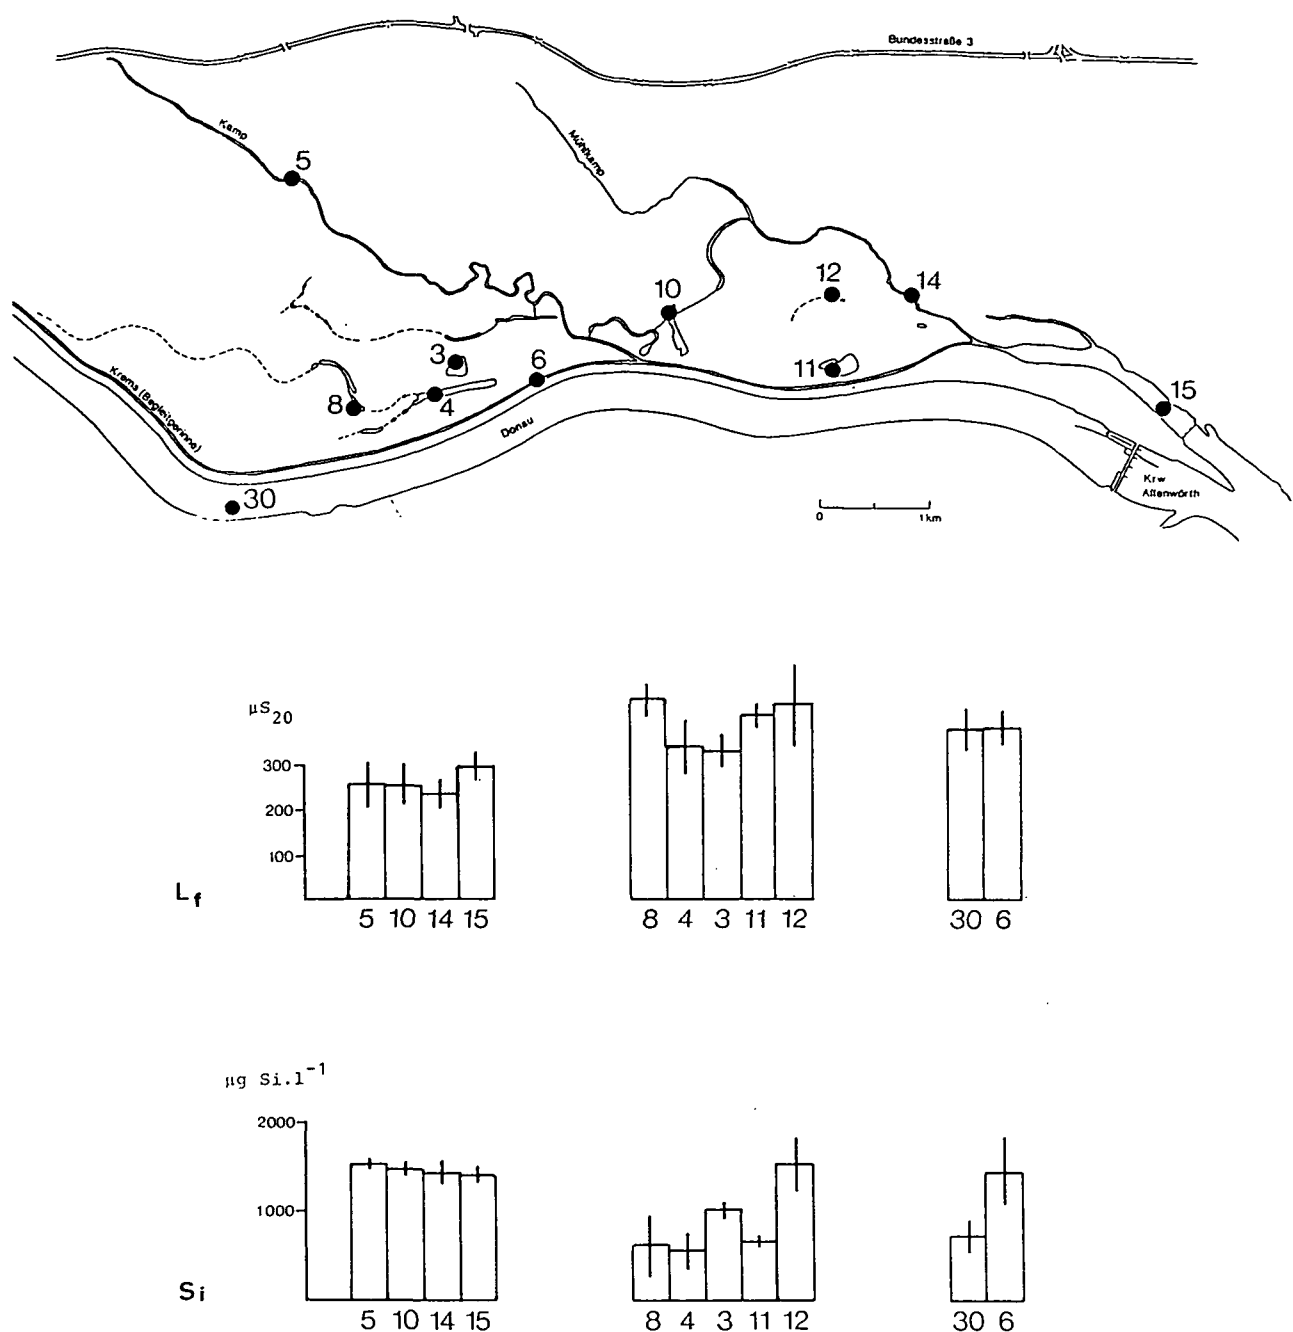 Bundesstraße 3
Kamp
Mühlkamp
5
12
14
10
3
6
11
8
4
15
Krems (Begleitgerinne)
Donau
30
Krw
Altenwörth
0 1km
µS20
300
200
100
Lf
5 10 14 15
8 4 3 11 12
30 6
µg Si.l-1
2000
1000
Si
5 10 14 15
8 4 3 11 12
30 6